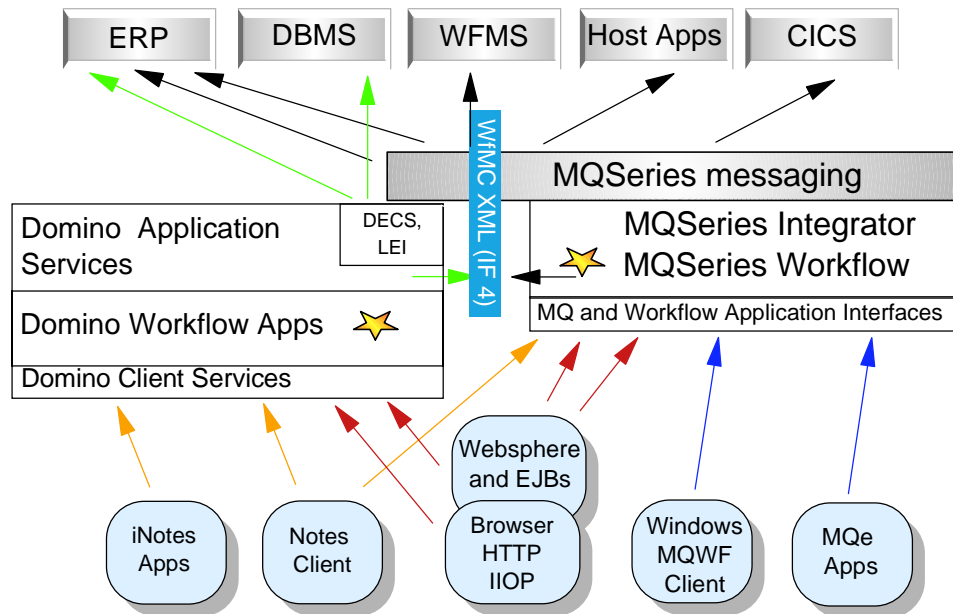 ERP
DBMS
WFMS
Host Apps
CICS
WfMC XML (IF 4)
MQSeries messaging
Domino Application
Services
DECS,
LEI
MQSeries Integrator
MQSeries Workflow
Domino Workflow Apps
MQ and Workflow Application Interfaces
Domino Client Services
Websphere
and EJBs
iNotes
Apps
Notes
Client
Browser
HTTP
IIOP
Windows
MQWF
Client
MQe
Apps